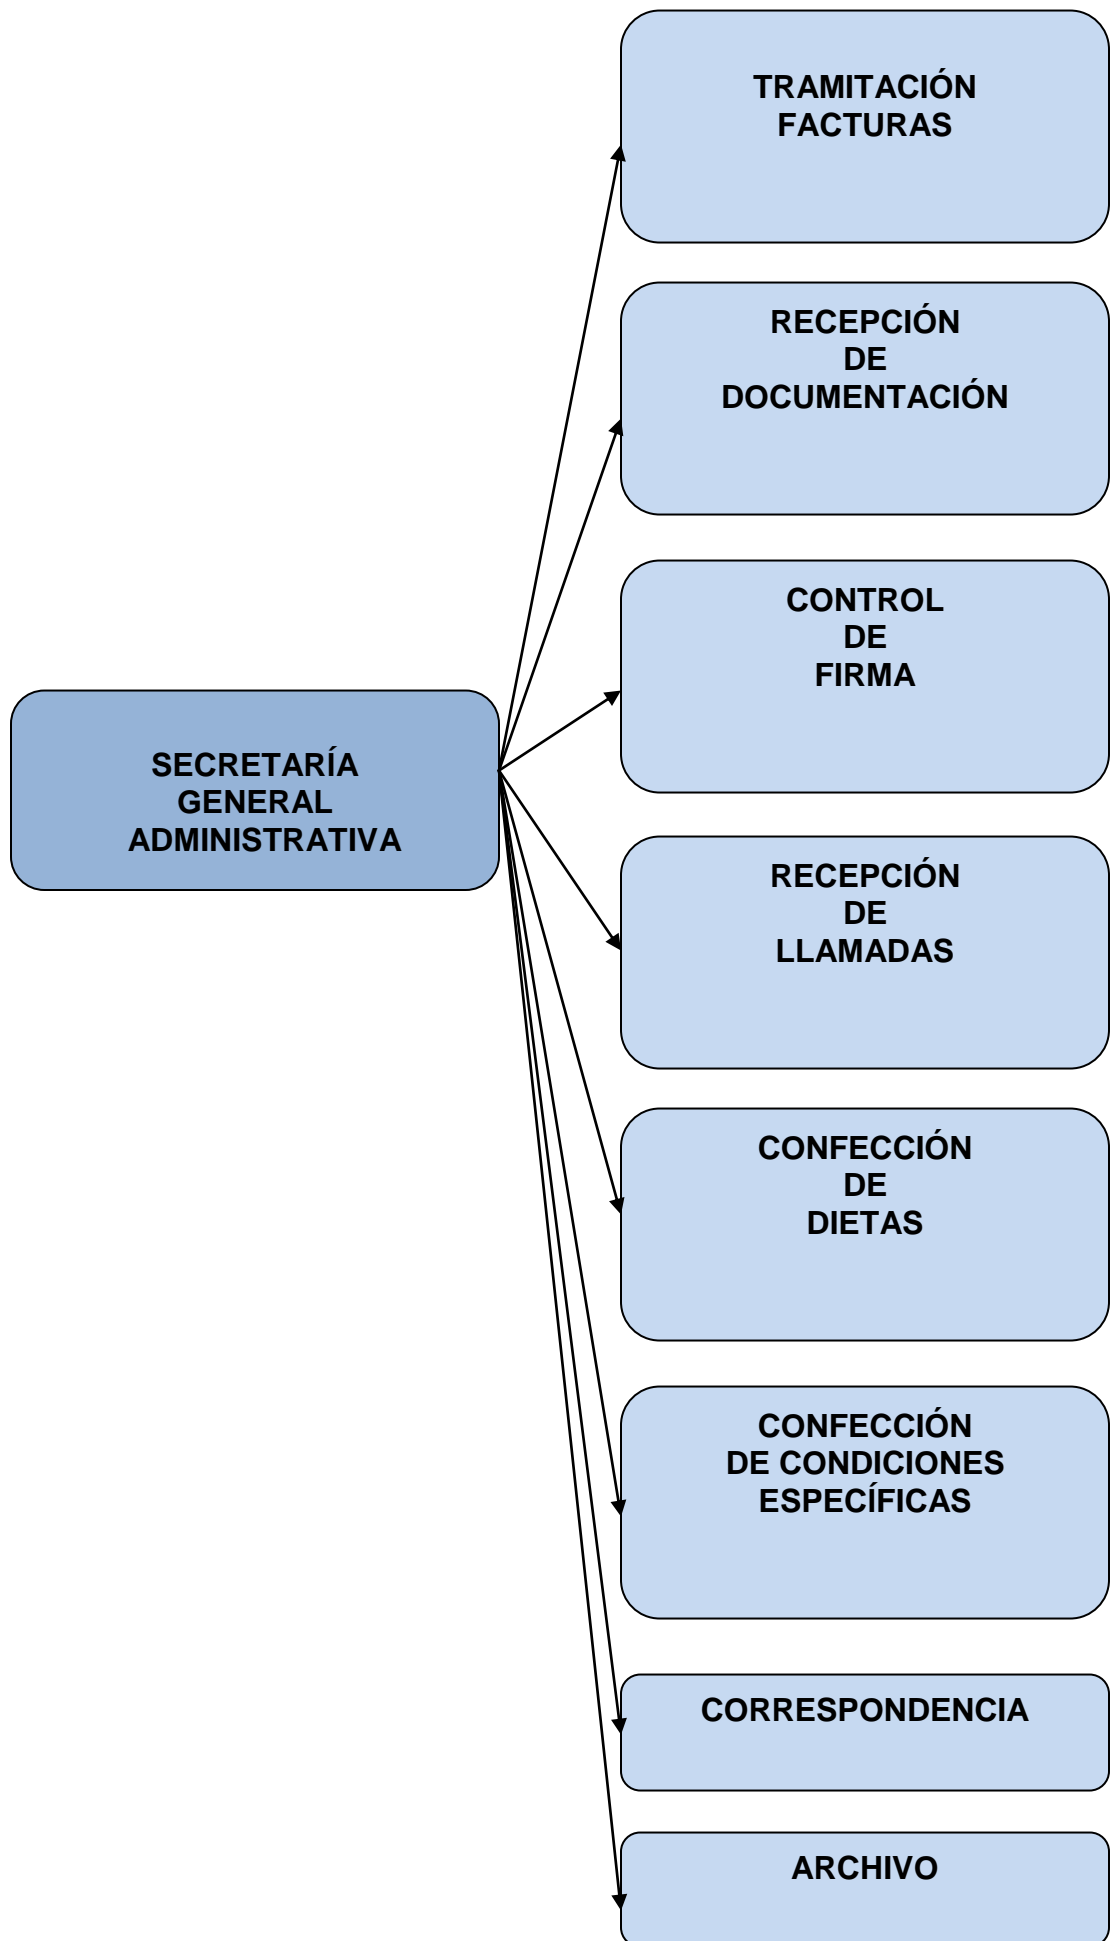 TRAMITACIÓN
FACTURAS
RECEPCIÓN
DE
DOCUMENTACIÓN
CONTROL
DE
FIRMA
SECRETARÍA
GENERAL
ADMINISTRATIVA
RECEPCIÓN
DE
LLAMADAS
CONFECCIÓN
DE
DIETAS
CONFECCIÓN
DE CONDICIONES
ESPECÍFICAS
CORRESPONDENCIA
ARCHIVO